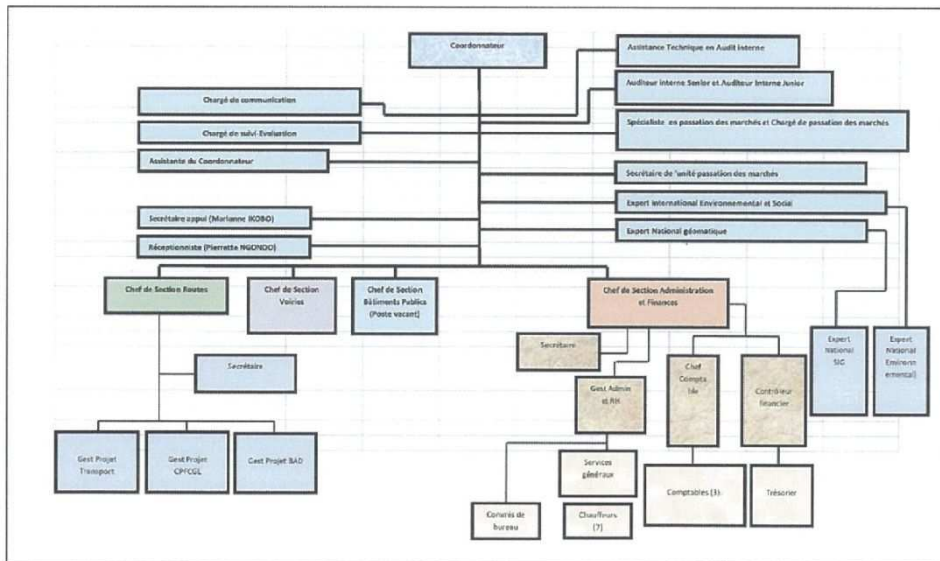 Coordonnateur
Assistance Technique en Audit interne
Auditeur interne Senior et Auditeur Interne Junior
Chargé de communication
Spécialiste en passation des marchés et Chargé de passation des marchés
Chargé de suivi-Evaluation
Assistante du Coordonnateur
Sécrétaire de l'unité passation des marchés
Expert International Environnemental et Social
Secrétaire appui (Marianne IKOBO)
Expert National géomatique
Réceptionniste (Pierrette NGONDO)
Chef de Section Routes
Chef de Section
Voiries
Chef de Section
Bâtiments Publics
(Poste vacant)
Chef de Section Administration
et Finances
Secrétaire
Secrétaire
Gest Admin
et RH
Chef
Compta
ble
Contrôleur
financier
Expert
National
SIG
Expert
National
Environn
emental
Gest Projet
Transport
Gest Projet
CPFCGL
Gest Projet BAD
Services
généraux
Comptables (3)
Trésorier
bureau
Chauffeurs
(7)